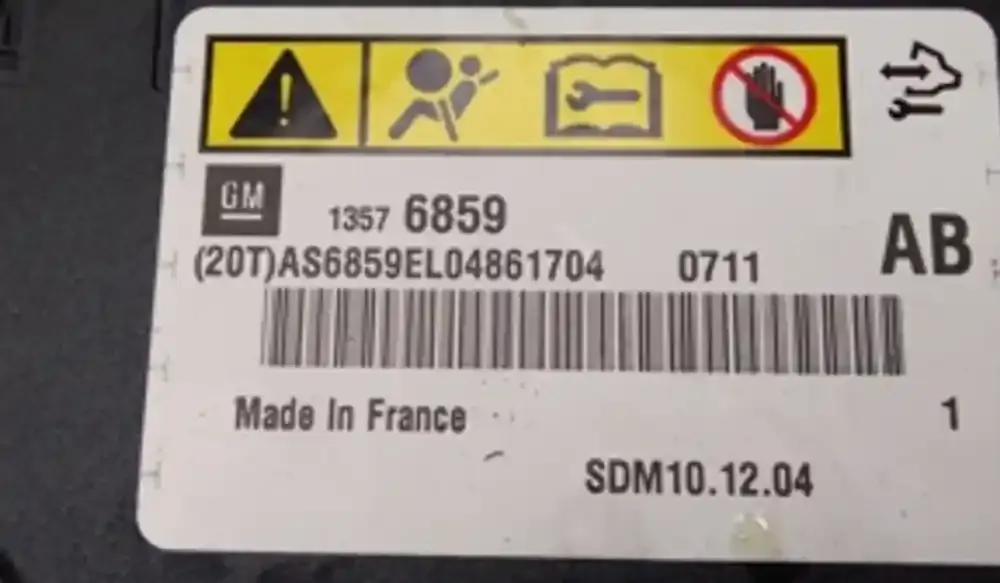 GM
1357 6859
AB
(20T)AS6859EL04861704 0711
Made In France
1
SDM10.12.04